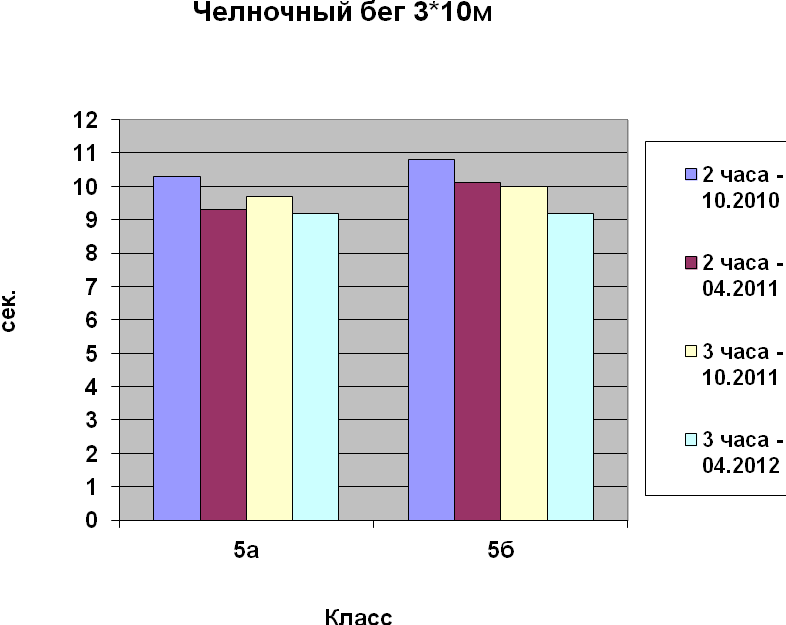 Челночный бег 3*10м
12
11
10
9
8
7
6
5
4
3
2
1
0
сек.
5а
5б
Класс
2 часа -
10.2010
2 часа -
04.2011
3 часа -
10.2011
3 часа -
04.2012